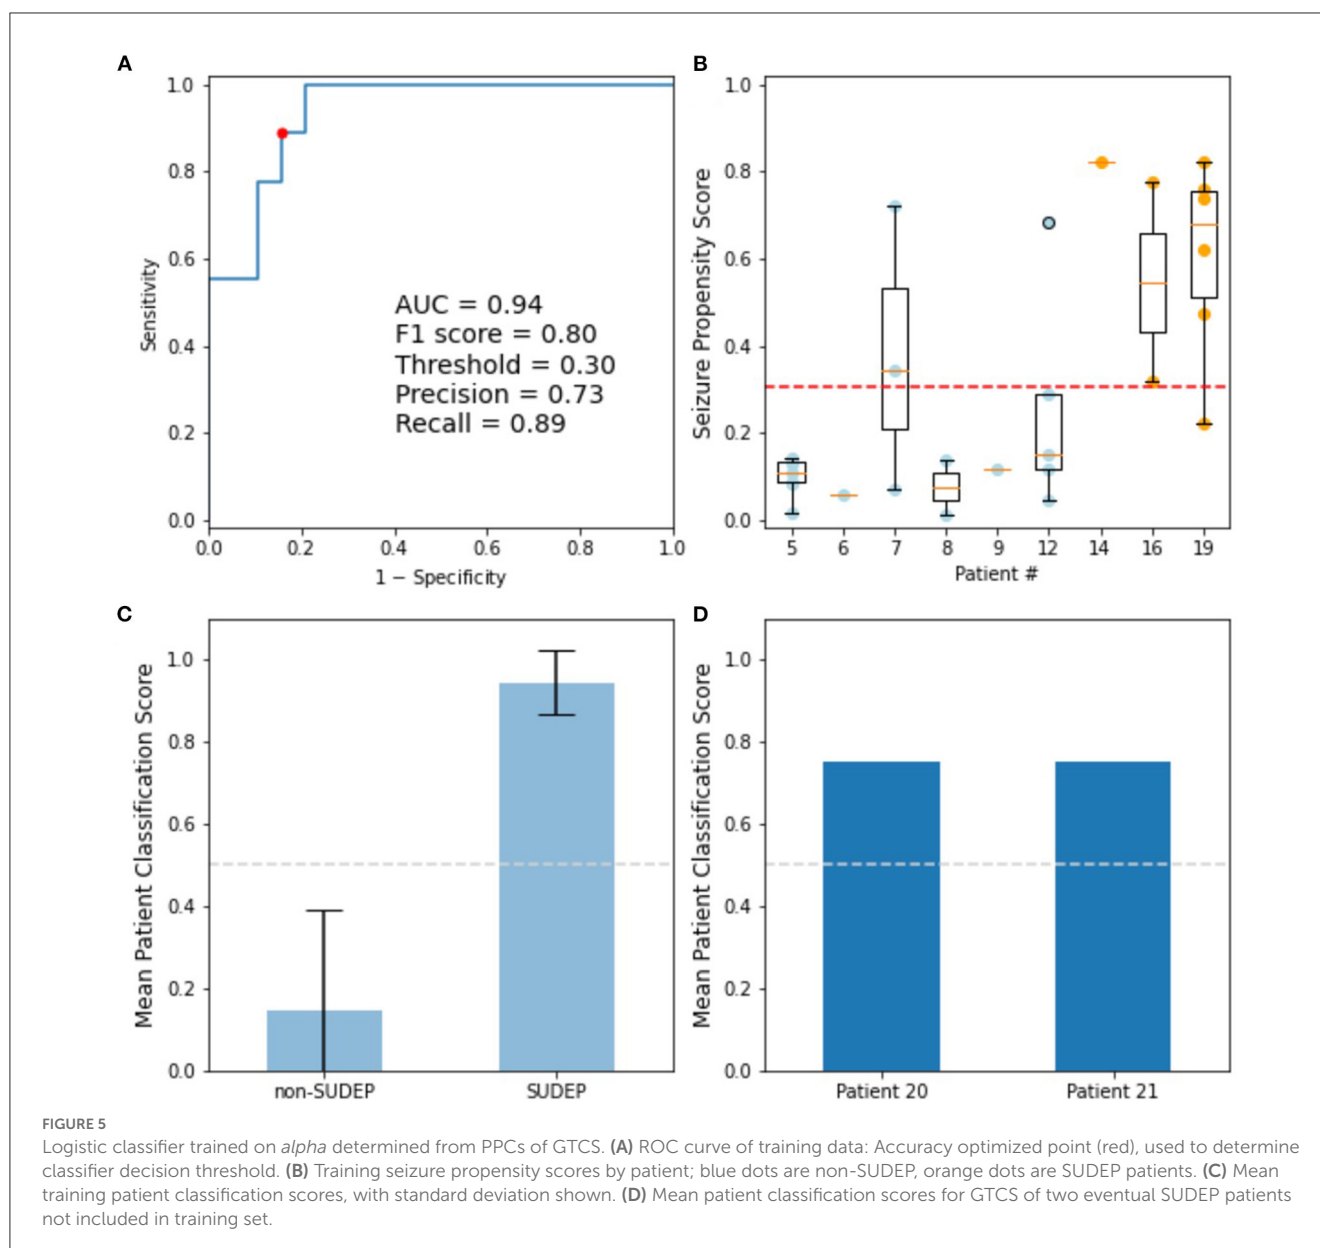 A
1.0
0.8
0.6
0.4
0.2
0.0
Sensitivity
AUC = 0.94
F1 score = 0.80
Threshold = 0.30
Precision = 0.73
Recall = 0.89
0.0 0.2 0.4 0.6 0.8 1.0
1 − Specificity
B
1.0
0.8
0.6
0.4
0.2
0.0
Seizure Propensity Score
5 6 7 8 9 12 14 16 19
Patient #
C
1.0
0.8
0.6
0.4
0.2
0.0
Mean Patient Classification Score
non-SUDEP SUDEP
D
1.0
0.8
0.6
0.4
0.2
0.0
Mean Patient Classification Score
Patient 20 Patient 21
FIGURE 5
Logistic classifier trained on alpha determined from PPCs of GTCS. (A) ROC curve of training data: Accuracy optimized point (red), used to determine
classifier decision threshold. (B) Training seizure propensity scores by patient; blue dots are non-SUDEP, orange dots are SUDEP patients. (C) Mean
training patient classification scores, with standard deviation shown. (D) Mean patient classification scores for GTCS of two eventual SUDEP patients
not included in training set.